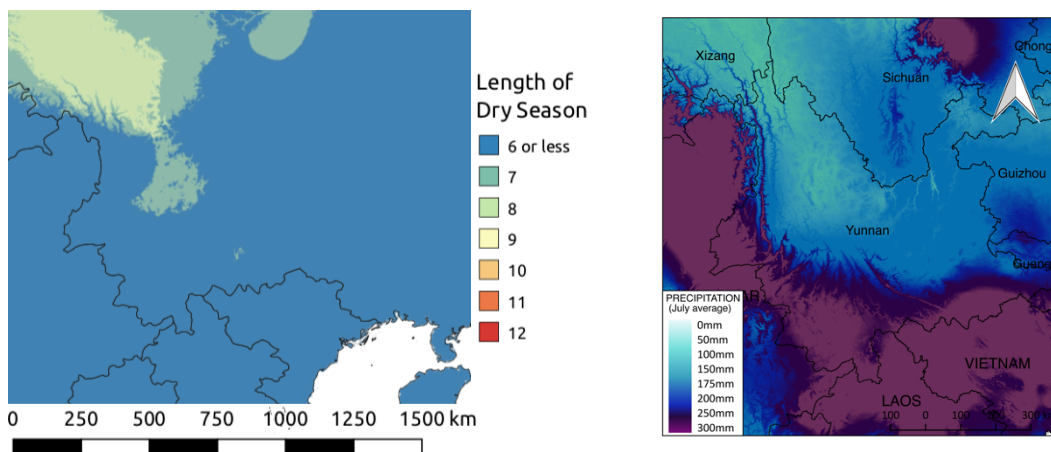 Length of
Dry Season
6 or less
7
8
9
10
11
12
0 250 500 750 1000 1250 1500 km
Xizang
Sichuan
Chong
Guizhou
Yunnan
Guang
PRECIPITATION
(July average)
0mm
50mm
100mm
150mm
175mm
200mm
250mm
300mm
VIETNAM
LAOS
100 0 100 200 300